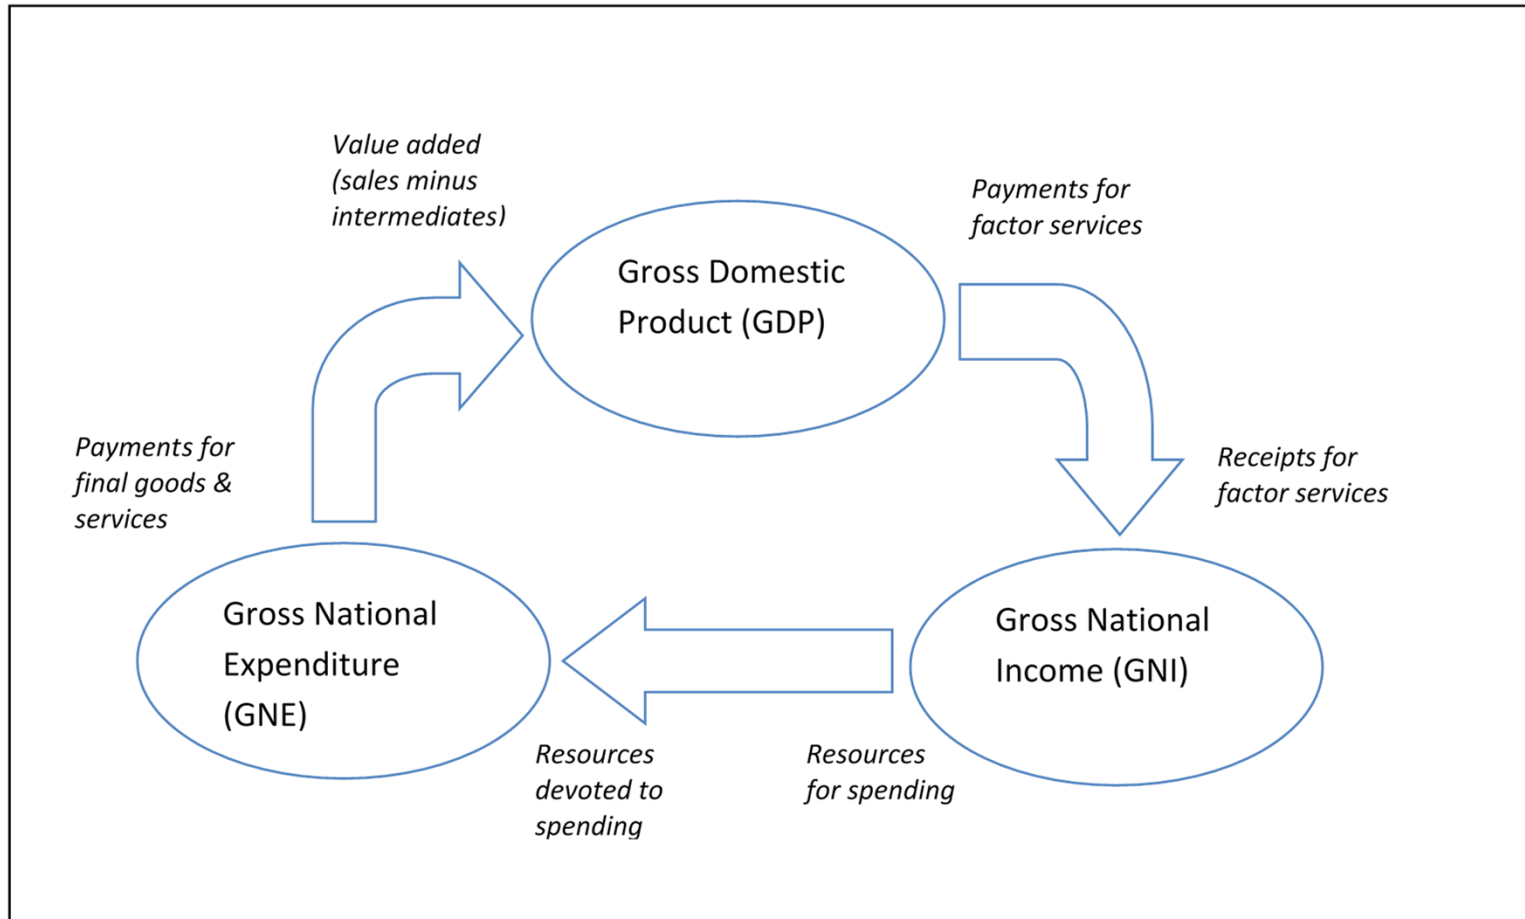 Value added
(sales minus
intermediates)
Payments for
factor services
Gross Domestic
Product (GDP)
Payments for
final goods &
services
Receipts for
factor services
Gross National
Expenditure
(GNE)
Gross National
Income (GNI)
Resources
devoted to
spending
Resources
for spending